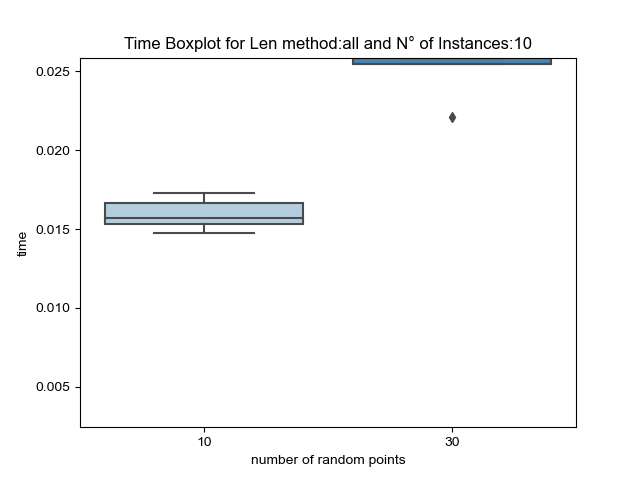 Time Boxplot for Len method:all and N° of Instances:10
0.025
0.020
0.015
0.010
0.005
time
10
30
number of random points